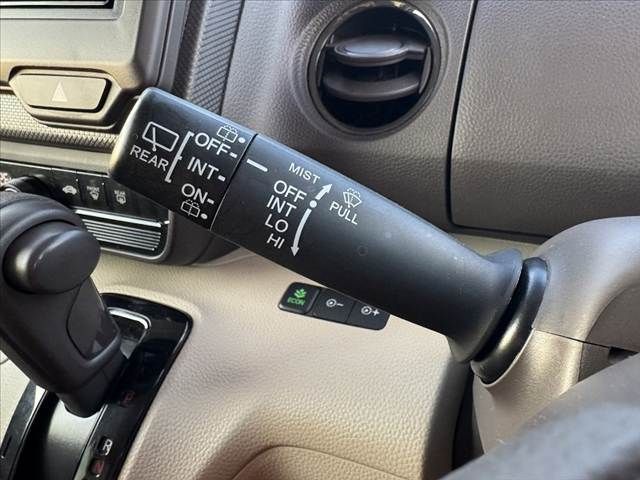 OFF-
INT-
ON-
REAR
MIST
OFF
INT
LO
HI
PULL
ECON
R